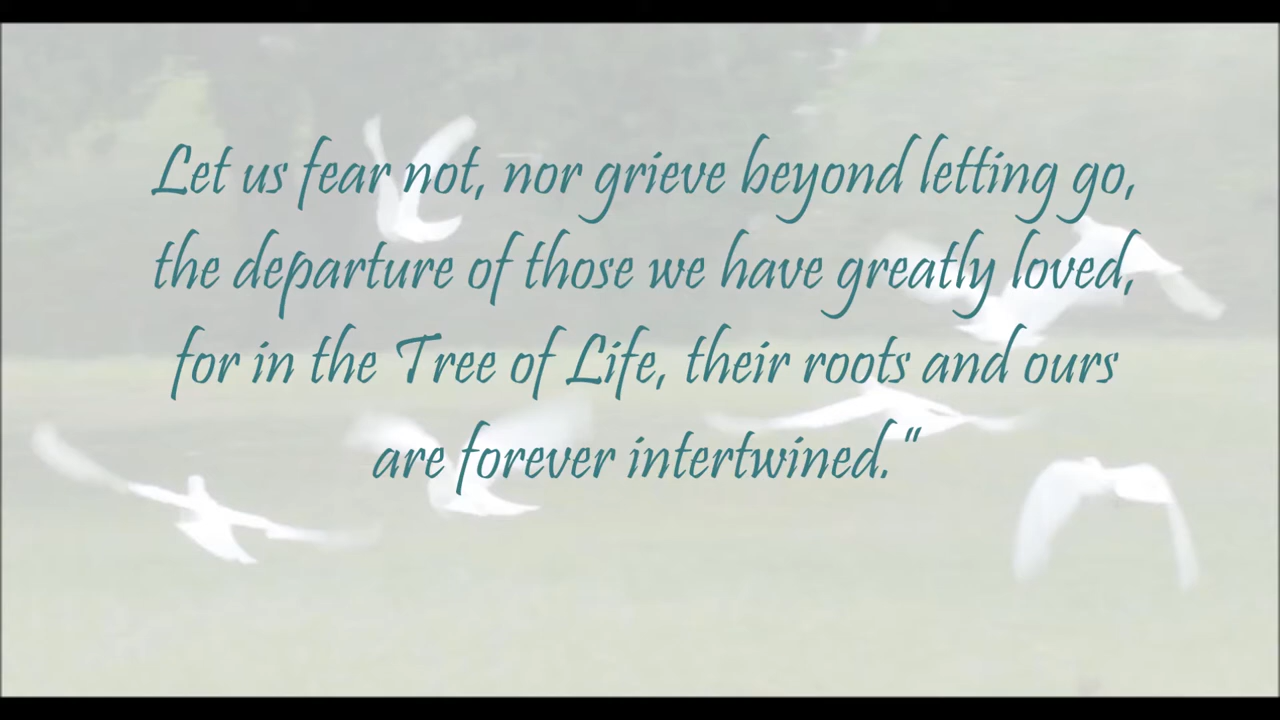 Let us fear not, nor grieve beyond letting go,
the departure of those we have greatly loved,
for in the Tree of Life, their roots and ours
are forever intertwined."